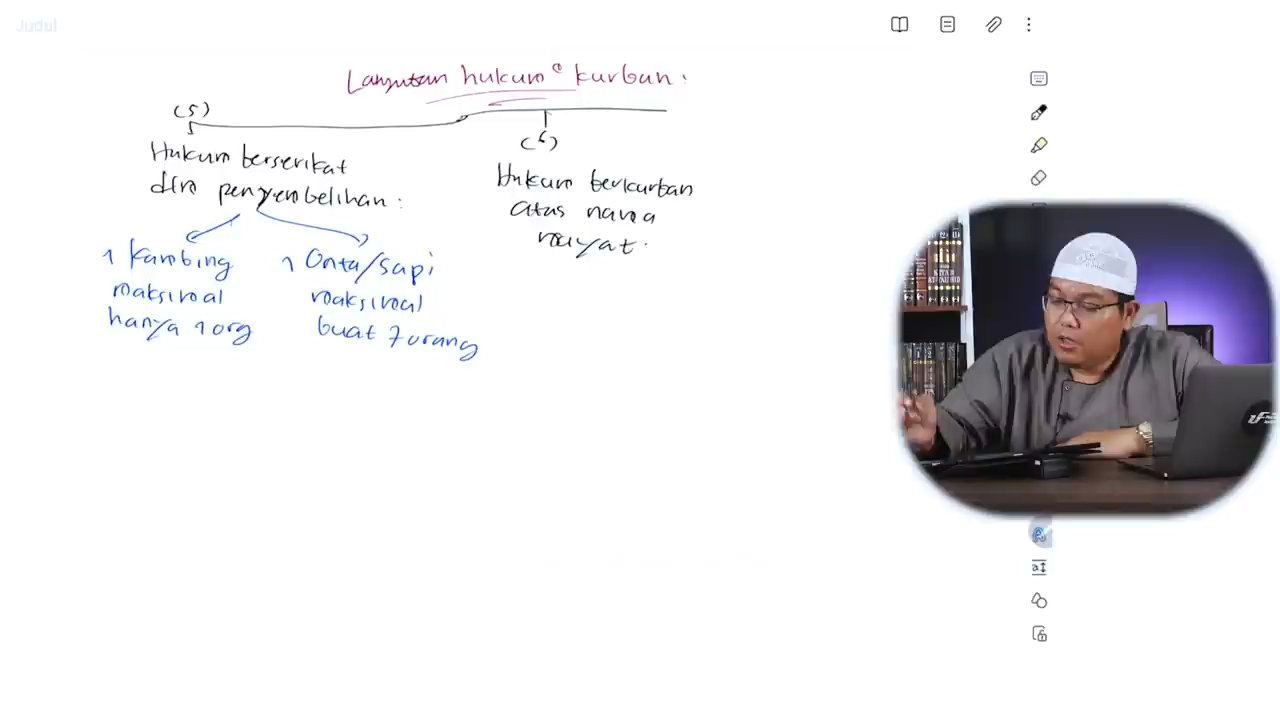 Judul
Lanjutan hukum² kurban :
(5)
Hukum berserikat
dlm penyembelihan :
1 Kambing
maksimal
hanya 1 org
1 Onta/sapi
maksimal
buat 7 orang
(6)
Hukum berkurban
atas nama
mayat.